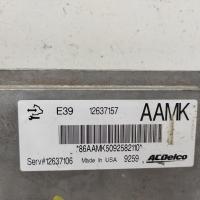 E39 12637157 AAMK
*86AAMK5092582110*
Serv#12637106 Made In USA 9259 ACDelco